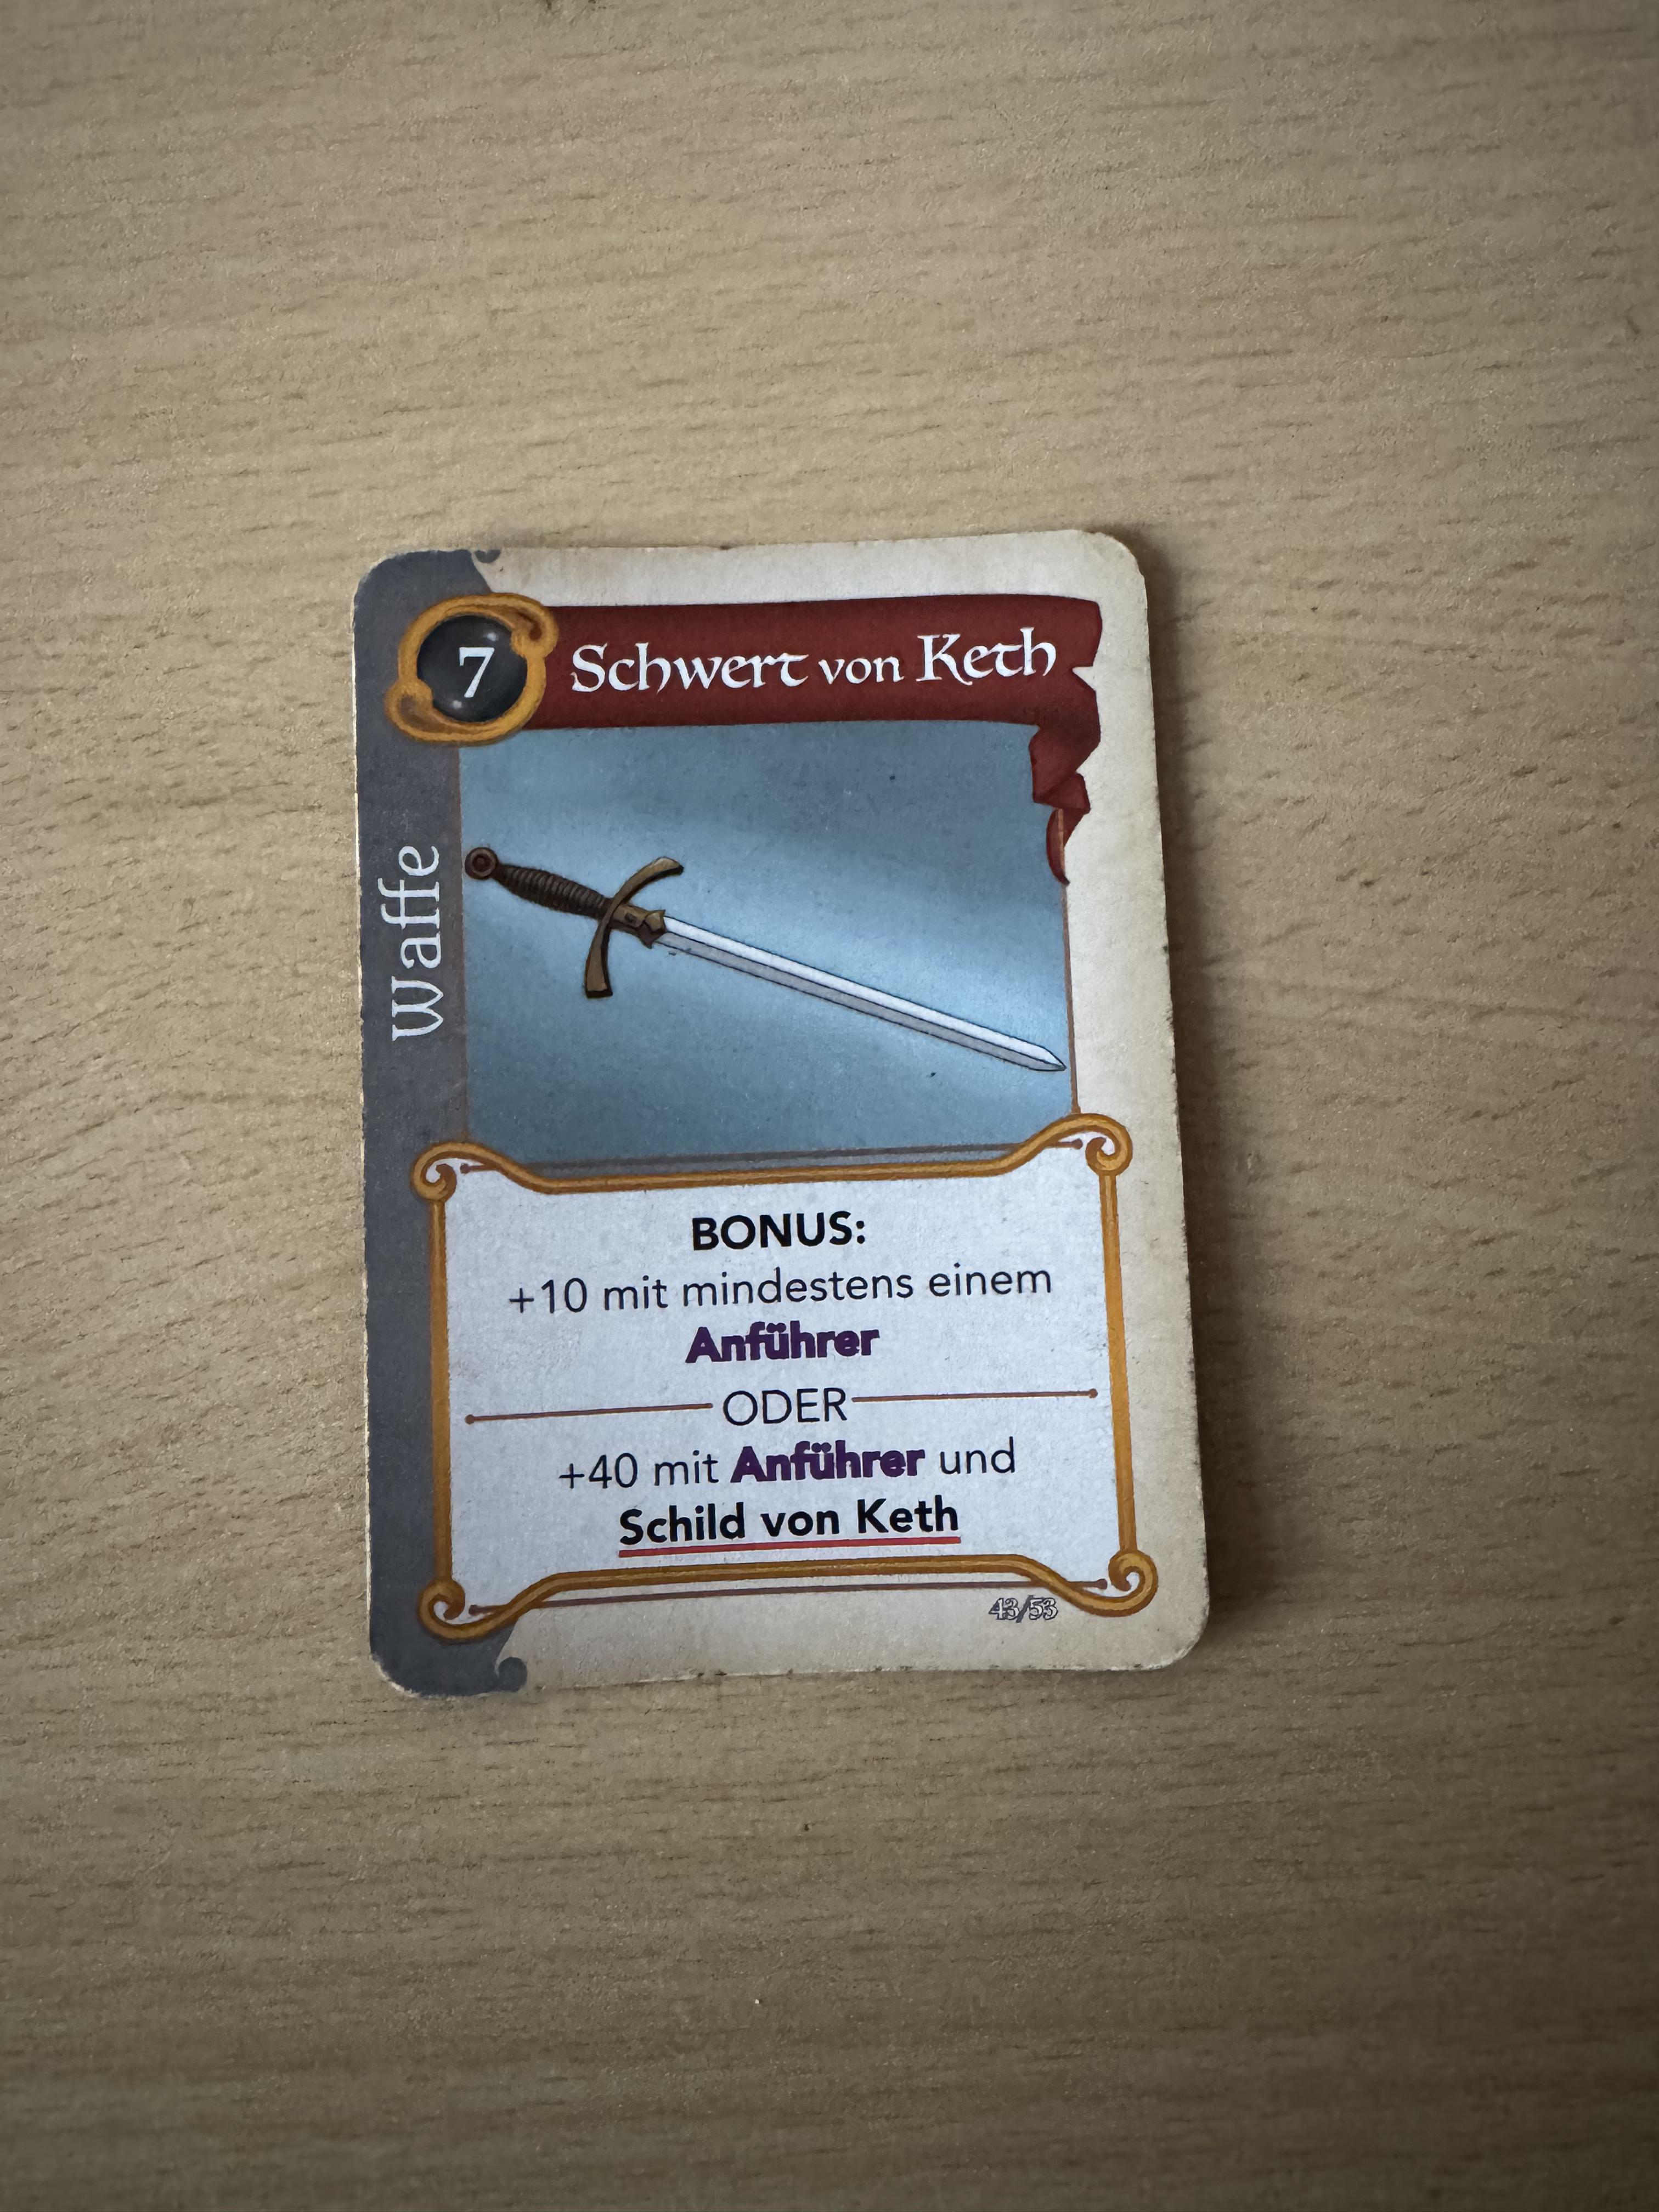 7
Schwert von Keth
Waffe
BONUS:
+10 mit mindestens einem
Anführer
ODER
+40 mit Anführer und
Schild von Keth
43/53